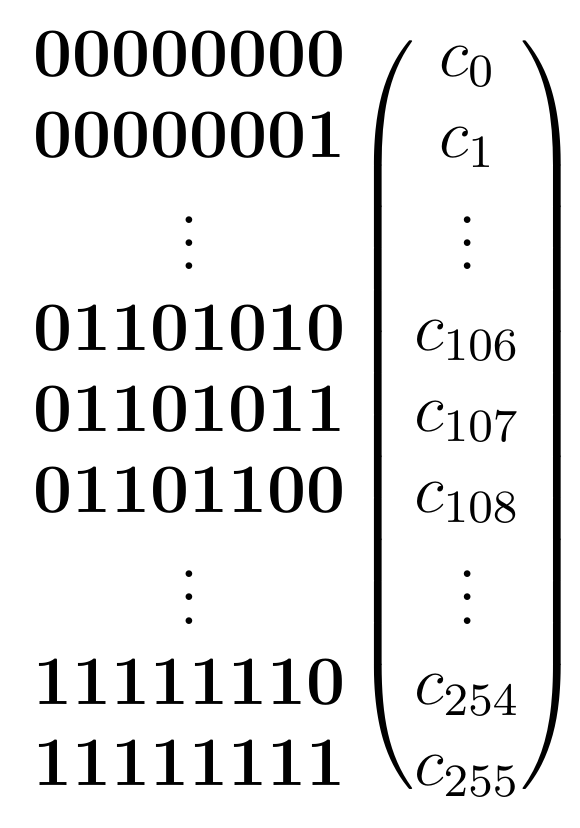 00000000 c₀
00000001 c₁
⋮ ⋮
01101010 c₁₀₆
01101011 c₁₀₇
01101100 c₁₀₈
⋮ ⋮
11111110 c₂₅₄
11111111 c₂₅₅